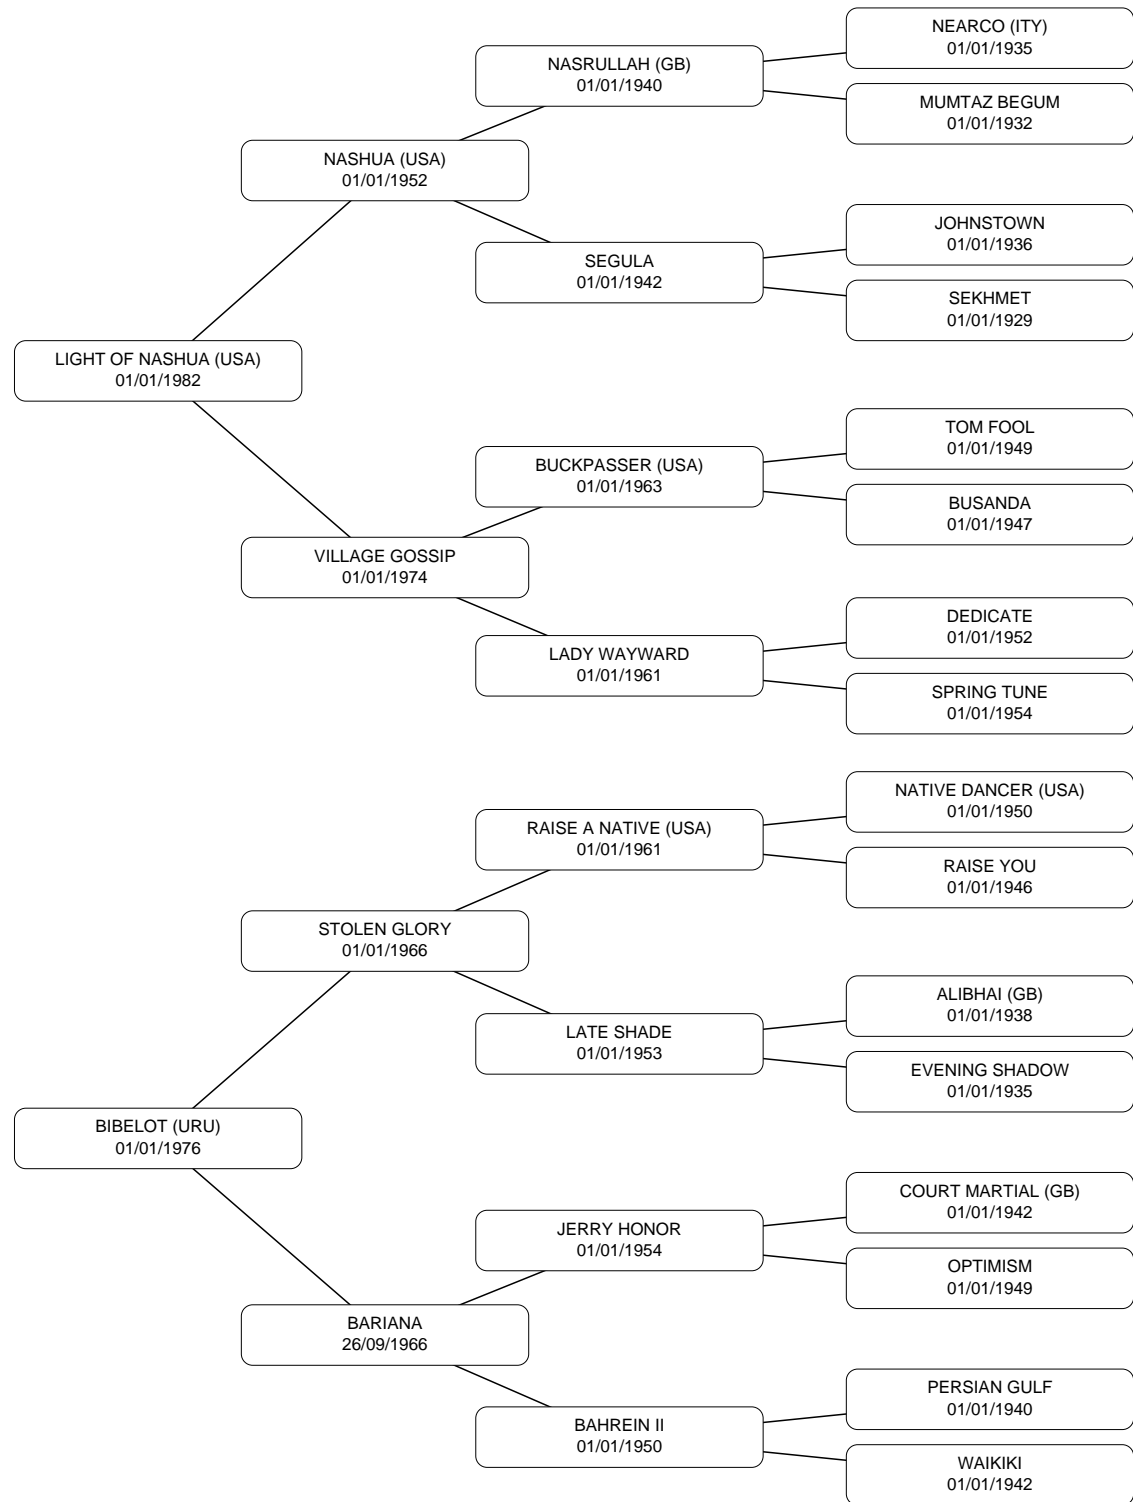 NEARCO (ITY)
01/01/1935
NASRULLAH (GB)
01/01/1940
MUMTAZ BEGUM
01/01/1932
NASHUA (USA)
01/01/1952
JOHNSTOWN
01/01/1936
SEGULA
01/01/1942
SEKHMET
01/01/1929
LIGHT OF NASHUA (USA)
01/01/1982
TOM FOOL
01/01/1949
BUCKPASSER (USA)
01/01/1963
BUSANDA
01/01/1947
VILLAGE GOSSIP
01/01/1974
DEDICATE
01/01/1952
LADY WAYWARD
01/01/1961
SPRING TUNE
01/01/1954
NATIVE DANCER (USA)
01/01/1950
RAISE A NATIVE (USA)
01/01/1961
RAISE YOU
01/01/1946
STOLEN GLORY
01/01/1966
ALIBHAI (GB)
01/01/1938
LATE SHADE
01/01/1953
EVENING SHADOW
01/01/1935
BIBELOT (URU)
01/01/1976
COURT MARTIAL (GB)
01/01/1942
JERRY HONOR
01/01/1954
OPTIMISM
01/01/1949
BARIANA
26/09/1966
PERSIAN GULF
01/01/1940
BAHREIN II
01/01/1950
WAIKIKI
01/01/1942